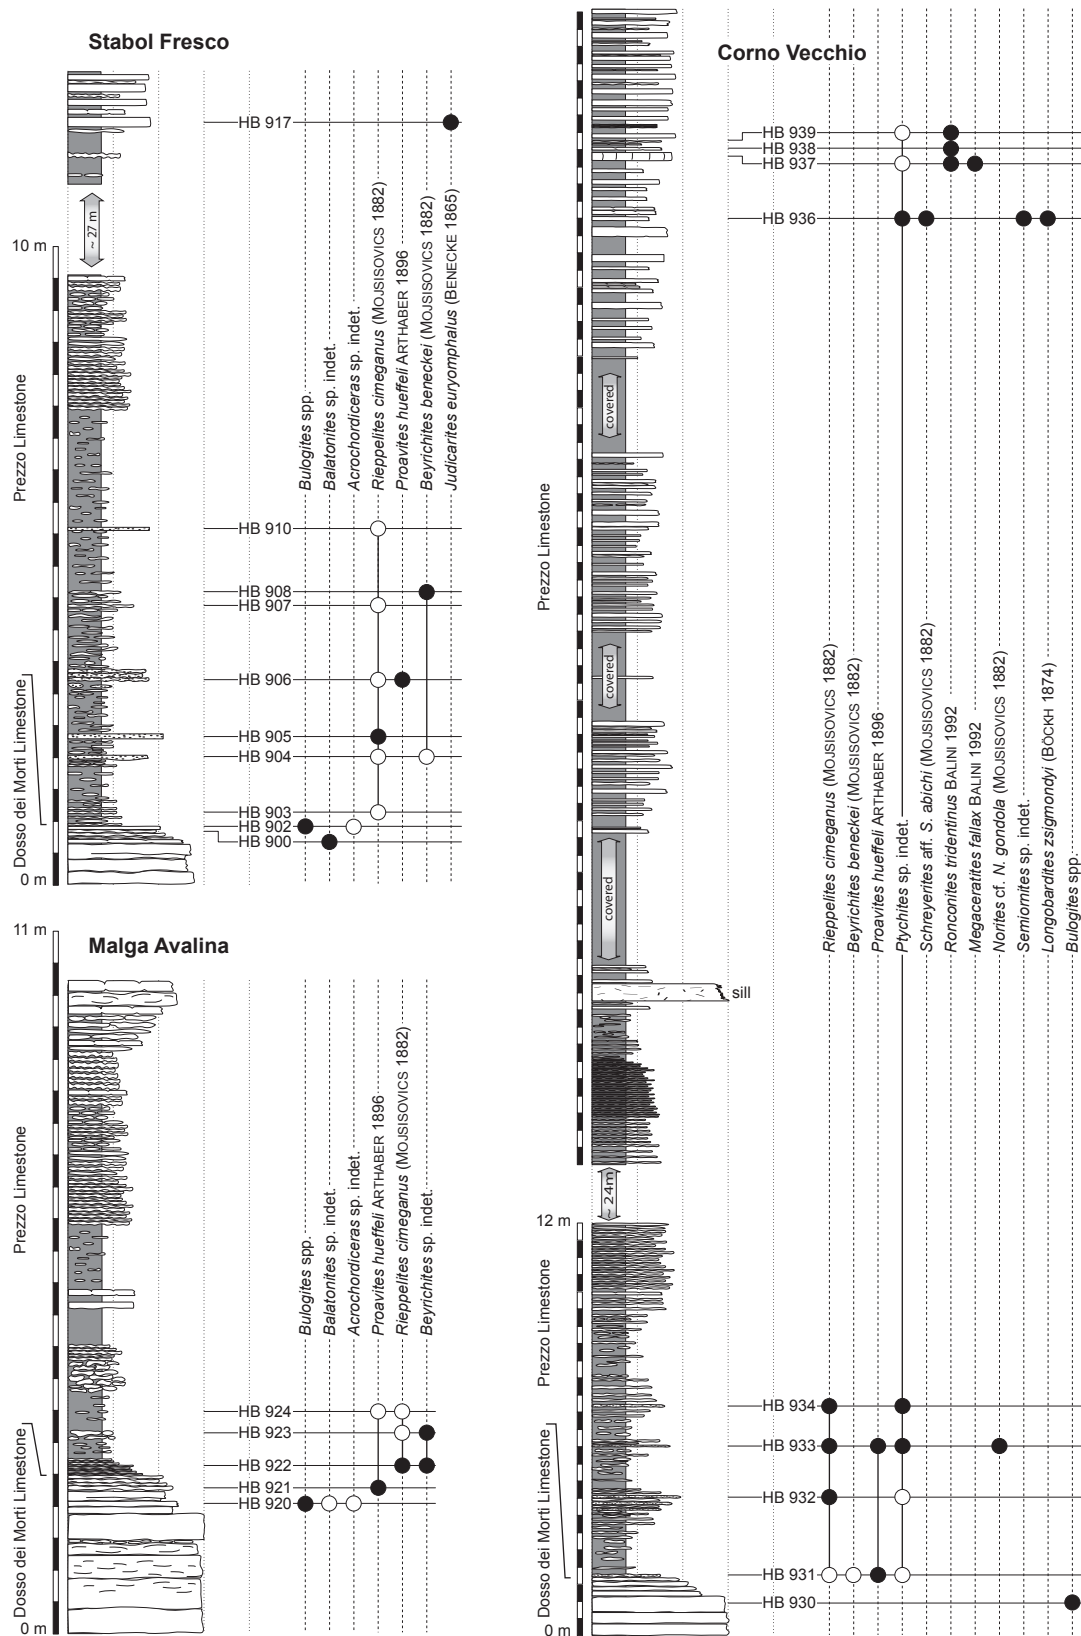 Stabol Fresco
HB 917
~ 27 m
10 m
Prezzo Limestone
Dosso dei Morti Limestone
0 m
Bulogites spp.
Balatonites sp. indet.
Acrochordiceras sp. indet.
Rieppelites cimeganus (MOJSISOVICS 1882)
Proavites hueffeli ARTHABER 1896
Beyrichites beneckei (MOJSISOVICS 1882)
Judicarites euryomphalus (BENECKE 1865)
HB 910
HB 908
HB 907
HB 906
HB 905
HB 904
HB 903
HB 902
HB 900
Malga Avalina
11 m
Prezzo Limestone
Dosso dei Morti Limestone
0 m
Bulogites spp.
Balatonites sp. indet.
Acrochordiceras sp. indet.
Proavites hueffeli ARTHABER 1896
Rieppelites cimeganus (MOJSISOVICS 1882)
Beyrichites sp. indet.
HB 924
HB 923
HB 922
HB 921
HB 920
Corno Vecchio
HB 939
HB 938
HB 937
HB 936
Prezzo Limestone
covered
covered
covered
sill
~ 24m
12 m
Prezzo Limestone
Dosso dei Morti Limestone
0 m
Rieppelites cimeganus (MOJSISOVICS 1882)
Beyrichites beneckei (MOJSISOVICS 1882)
Proavites hueffeli ARTHABER 1896
Ptychites sp. indet.
Schreyerites aff. S. abichi (MOJSISOVICS 1882)
Ronconites tridentinus BALINI 1992
Megaceratites fallax BALINI 1992
Norites cf. N. gondola (MOJSISOVICS 1882)
Semiornites sp. indet.
Longobardites zsigmondyi (BÖCKH 1874)
Bulogites spp.
HB 934
HB 933
HB 932
HB 931
HB 930